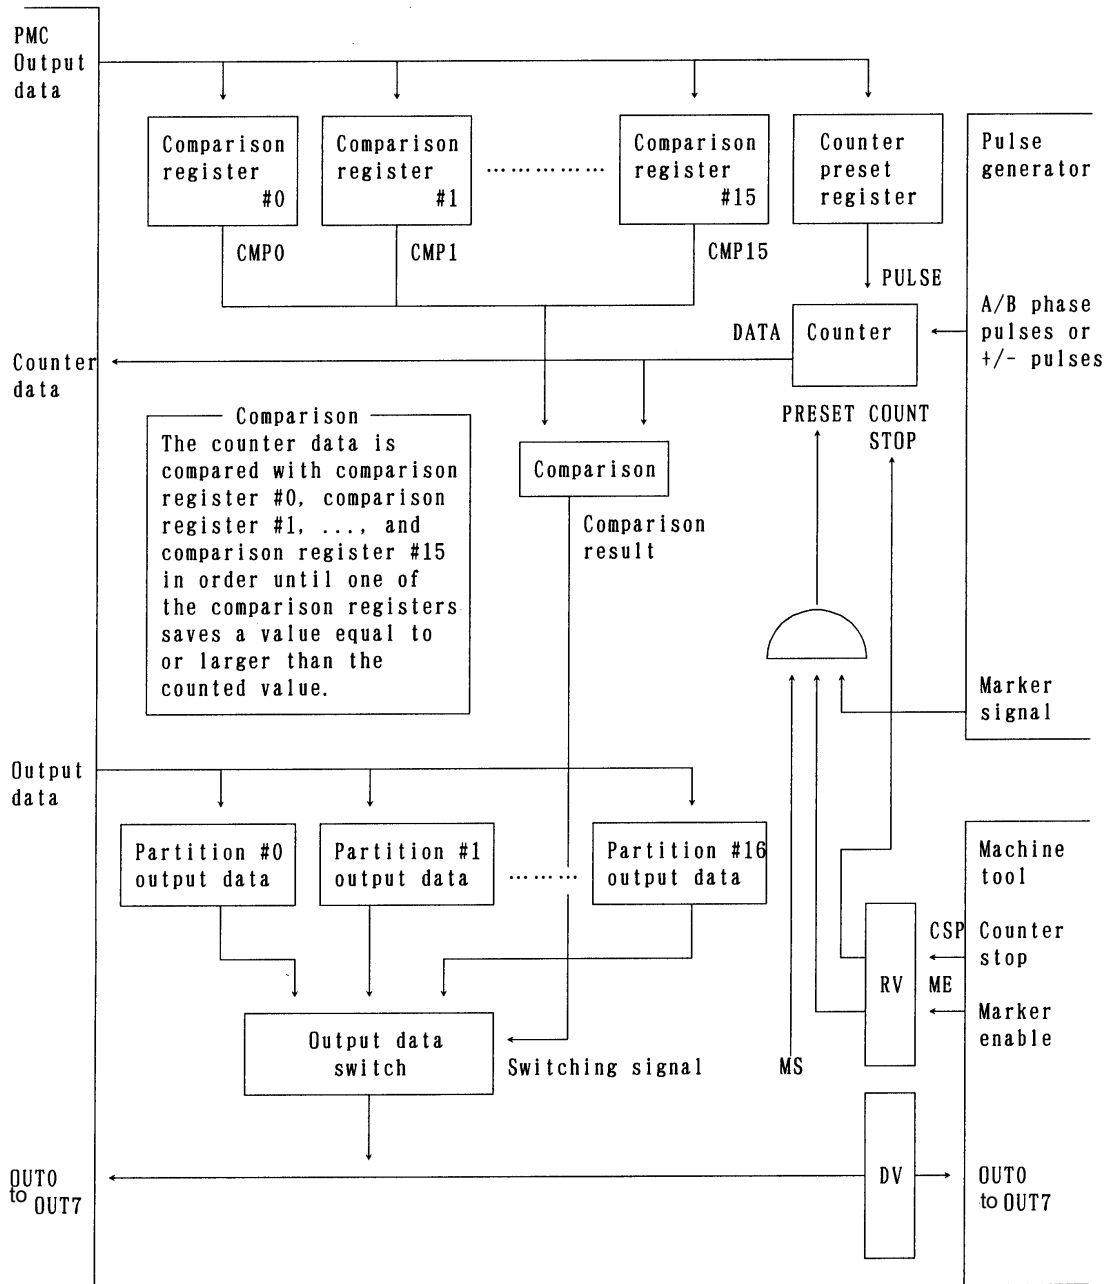 PMC
Output
data
Comparison
register
#0
Comparison
register
#1
...............
Comparison
register
#15
Counter
preset
register
Pulse
generator
CMP0
CMP1
CMP15
PULSE
DATA
Counter
A/B phase
pulses or
+/- pulses
Counter
data
PRESET COUNT
STOP
Comparison
The counter data is
compared with comparison
register #0, comparison
register #1, ..., and
comparison register #15
in order until one of
the comparison registers
saves a value equal to
or larger than the
counted value.
Comparison
Comparison
result
Marker
signal
Output
data
Partition #0
output data
Partition #1
output data
.........
Partition #16
output data
Machine
tool
CSP
Counter
stop
RV
ME
Marker
enable
Output data
switch
Switching signal
MS
OUT0
to OUT7
DV
OUT0
to OUT7